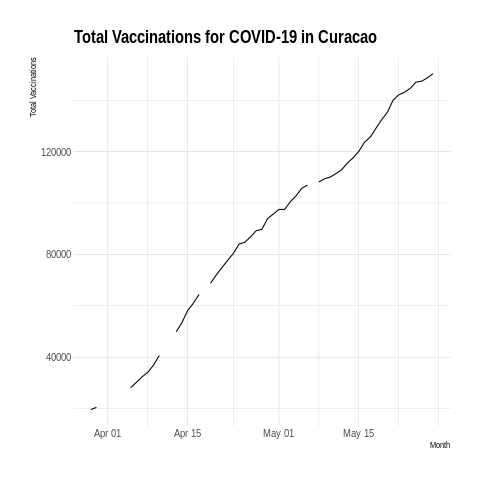 Total Vaccinations for COVID-19 in Curacao
Total Vaccinations
120000
80000
40000
Apr 01
Apr 15
May 01
May 15
Month